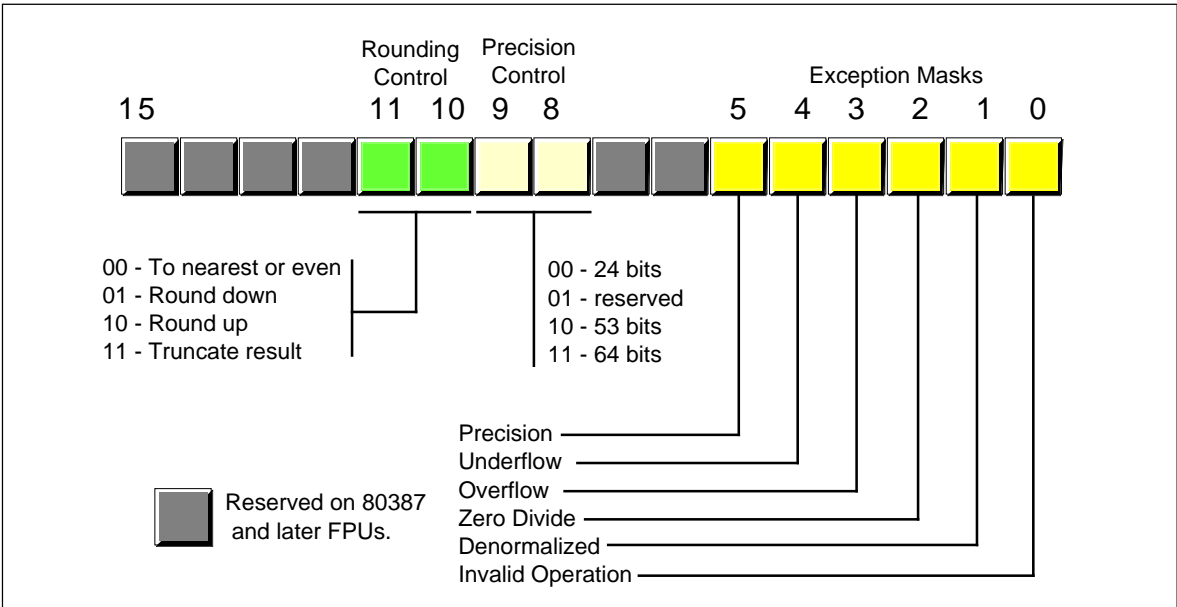 Rounding
Control
Precision
Control
Exception Masks
15 11 10 9 8 5 4 3 2 1 0
00 - To nearest or even
01 - Round down
10 - Round up
11 - Truncate result
00 - 24 bits
01 - reserved
10 - 53 bits
11 - 64 bits
Precision
Underflow
Overflow
Zero Divide
Denormalized
Invalid Operation
Reserved on 80387
and later FPUs.